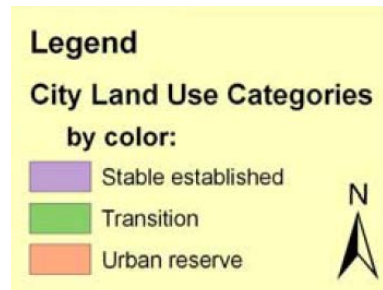 Legend
City Land Use Categories
by color:
Stable established
Transition
Urban reserve
N